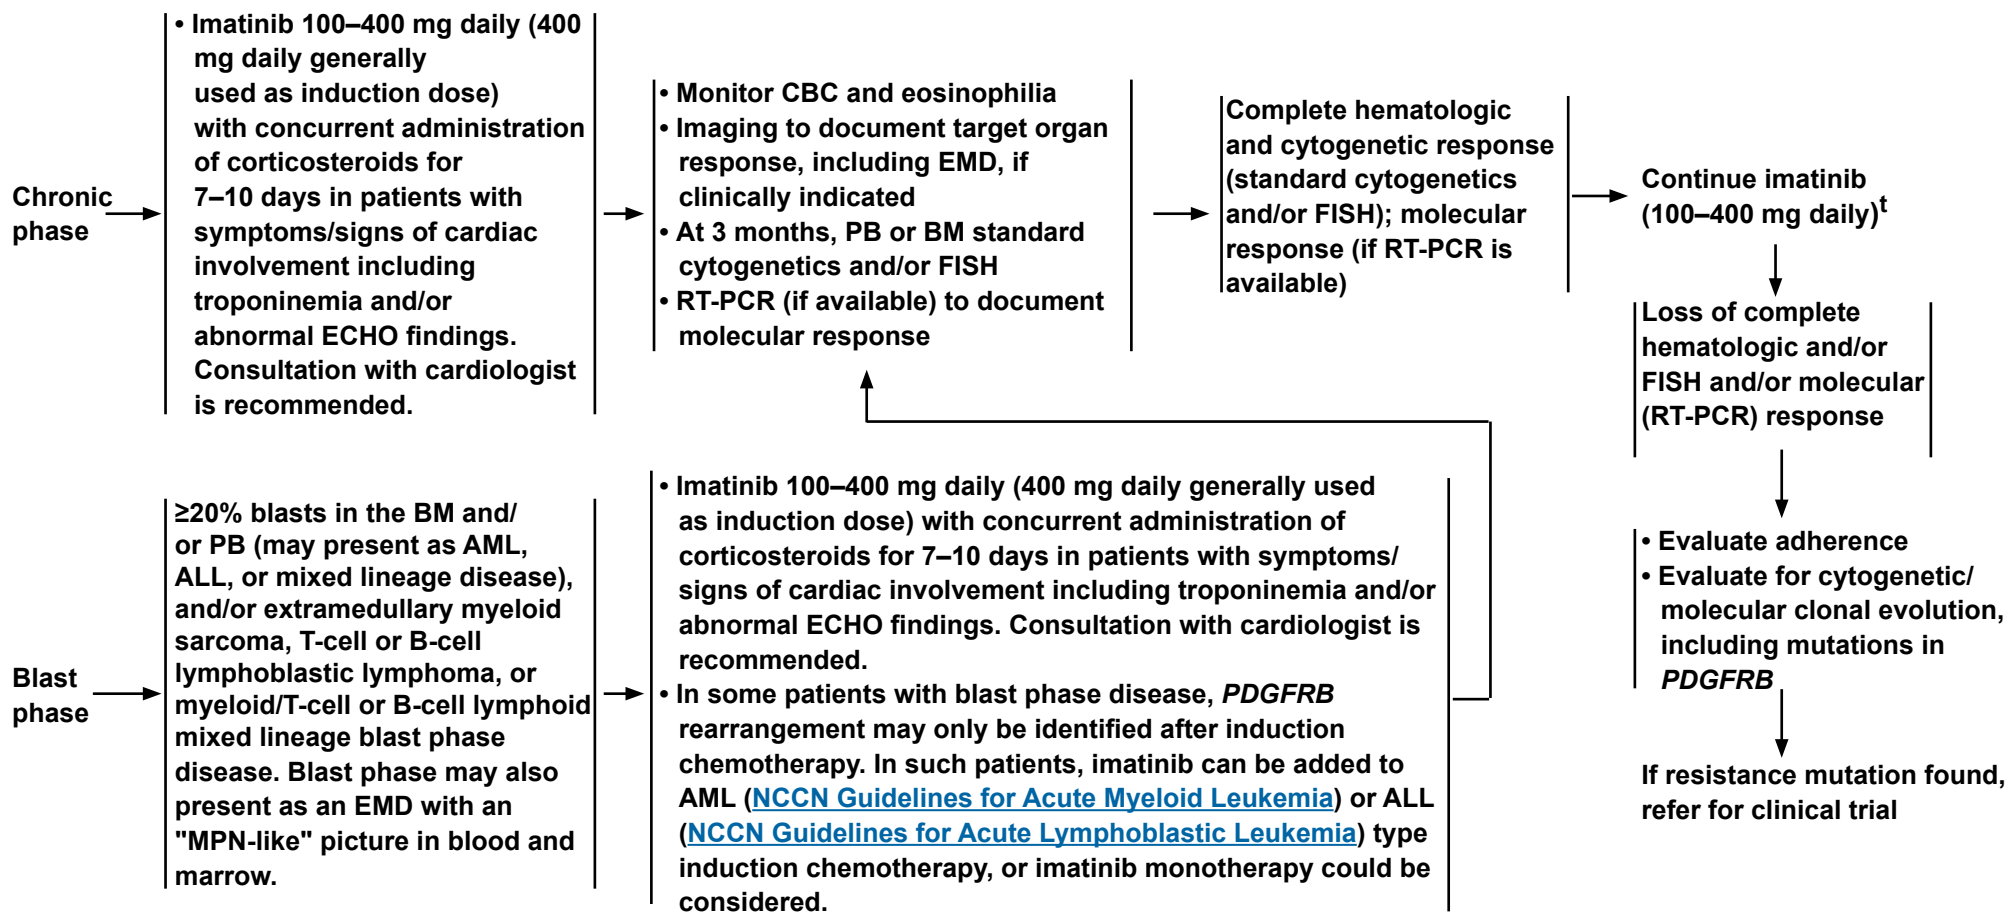 Chronic
phase
• Imatinib 100–400 mg daily (400
mg daily generally
used as induction dose)
with concurrent administration
of corticosteroids for
7–10 days in patients with
symptoms/signs of cardiac
involvement including
troponinemia and/or
abnormal ECHO findings.
Consultation with cardiologist
is recommended.
• Monitor CBC and eosinophilia
• Imaging to document target organ
response, including EMD, if
clinically indicated
• At 3 months, PB or BM standard
cytogenetics and/or FISH
• RT-PCR (if available) to document
molecular response
Complete hematologic
and cytogenetic response
(standard cytogenetics
and/or FISH); molecular
response (if RT-PCR is
available)
Continue imatinib
(100–400 mg daily)t
Loss of complete
hematologic and/or
FISH and/or molecular
(RT-PCR) response
• Evaluate adherence
• Evaluate for cytogenetic/
molecular clonal evolution,
including mutations in
PDGFRB
If resistance mutation found,
refer for clinical trial
Blast
phase
≥20% blasts in the BM and/
or PB (may present as AML,
ALL, or mixed lineage disease),
and/or extramedullary myeloid
sarcoma, T-cell or B-cell
lymphoblastic lymphoma, or
myeloid/T-cell or B-cell lymphoid
mixed lineage blast phase
disease. Blast phase may also
present as an EMD with an
"MPN-like" picture in blood and
marrow.
• Imatinib 100–400 mg daily (400 mg daily generally used
as induction dose) with concurrent administration of
corticosteroids for 7–10 days in patients with symptoms/
signs of cardiac involvement including troponinemia and/or
abnormal ECHO findings. Consultation with cardiologist is
recommended.
• In some patients with blast phase disease, PDGFRB
rearrangement may only be identified after induction
chemotherapy. In such patients, imatinib can be added to
AML (NCCN Guidelines for Acute Myeloid Leukemia) or ALL
(NCCN Guidelines for Acute Lymphoblastic Leukemia) type
induction chemotherapy, or imatinib monotherapy could be
considered.